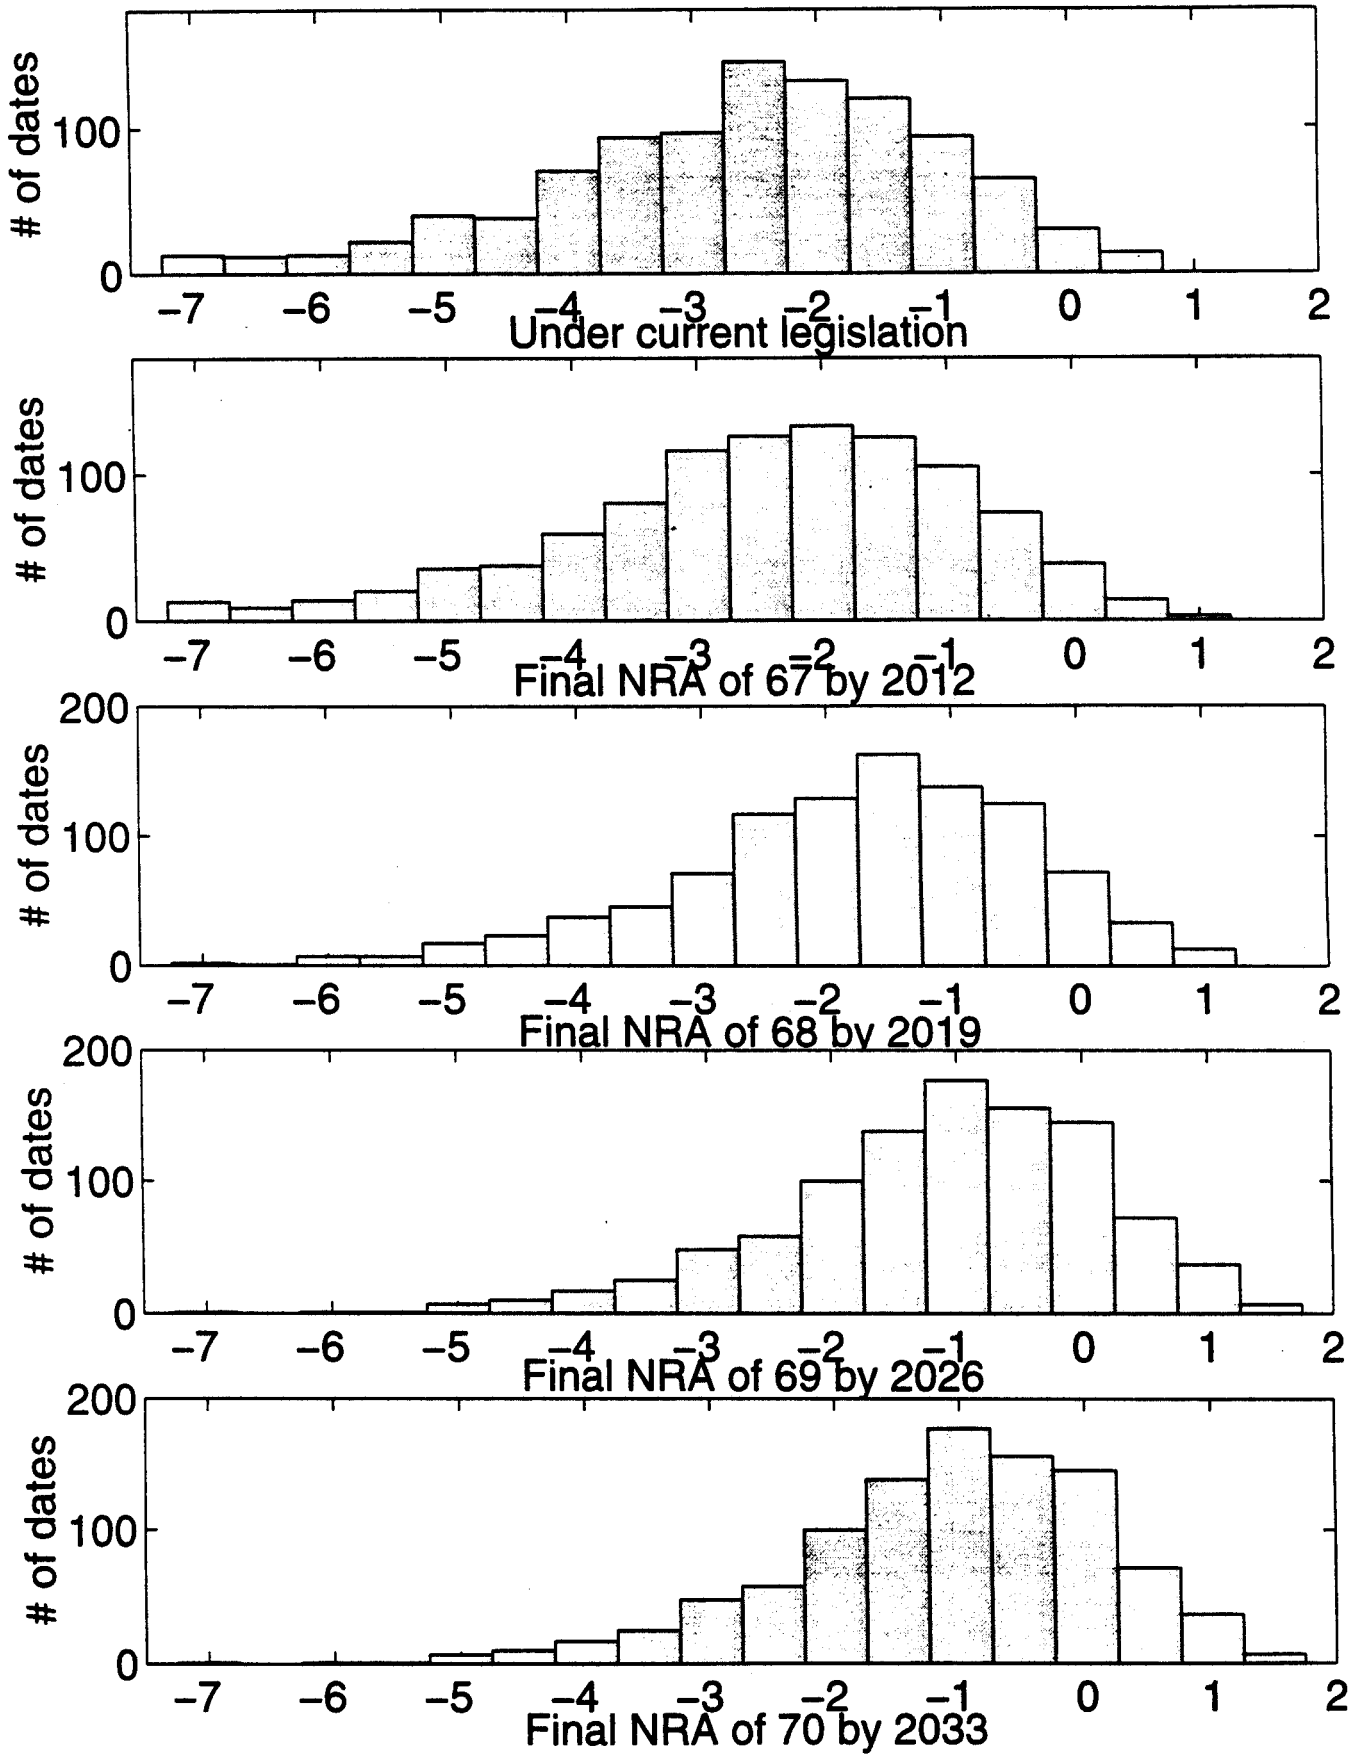 # of dates
100
0
−7 −6 −5 −4 −3 −2 −1 0 1 2
Under current legislation
# of dates
100
0
−7 −6 −5 −4 −3 −2 −1 0 1 2
Final NRA of 67 by 2012
# of dates
200
100
0
−7 −6 −5 −4 −3 −2 −1 0 1 2
Final NRA of 68 by 2019
# of dates
200
100
0
−7 −6 −5 −4 −3 −2 −1 0 1 2
Final NRA of 69 by 2026
# of dates
200
100
0
−7 −6 −5 −4 −3 −2 −1 0 1 2
Final NRA of 70 by 2033